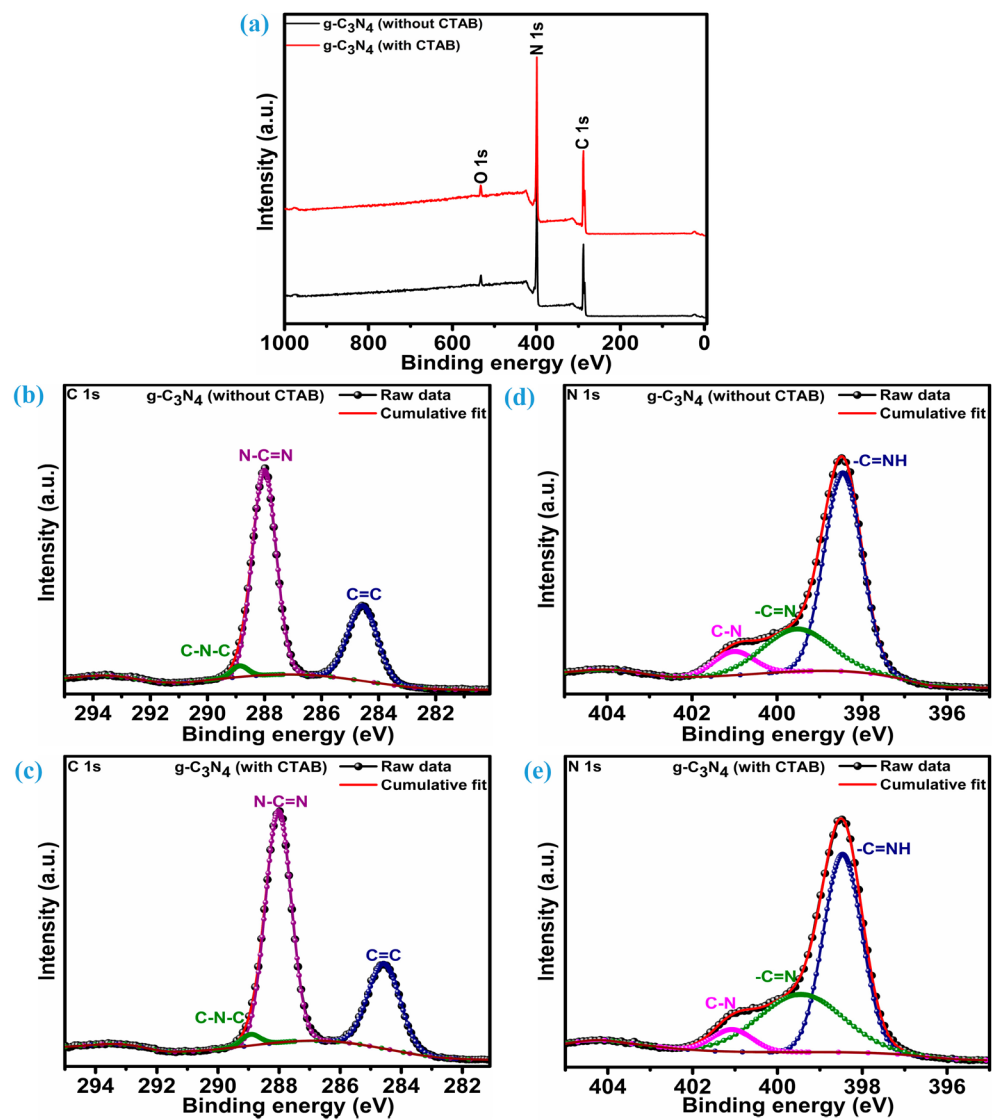 (a)
g-C3N4 (without CTAB)
g-C3N4 (with CTAB)
N 1s
C 1s
O 1s
Intensity (a.u.)
1000 800 600 400 200 0
Binding energy (eV)
(b)
C 1s g-C3N4 (without CTAB) Raw data
Cumulative fit
N-C=N
C=C
C-N-C
Intensity (a.u.)
294 292 290 288 286 284 282
Binding energy (eV)
(d)
N 1s g-C3N4 (without CTAB) Raw data
Cumulative fit
-C=NH
-C=N
C-N
Intensity (a.u.)
404 402 400 398 396
Binding energy (eV)
(c)
C 1s g-C3N4 (with CTAB) Raw data
Cumulative fit
N-C=N
C=C
C-N-C
Intensity (a.u.)
294 292 290 288 286 284 282
Binding energy (eV)
(e)
N 1s g-C3N4 (with CTAB) Raw data
Cumulative fit
-C=NH
-C=N
C-N
Intensity (a.u.)
404 402 400 398 396
Binding energy (eV)